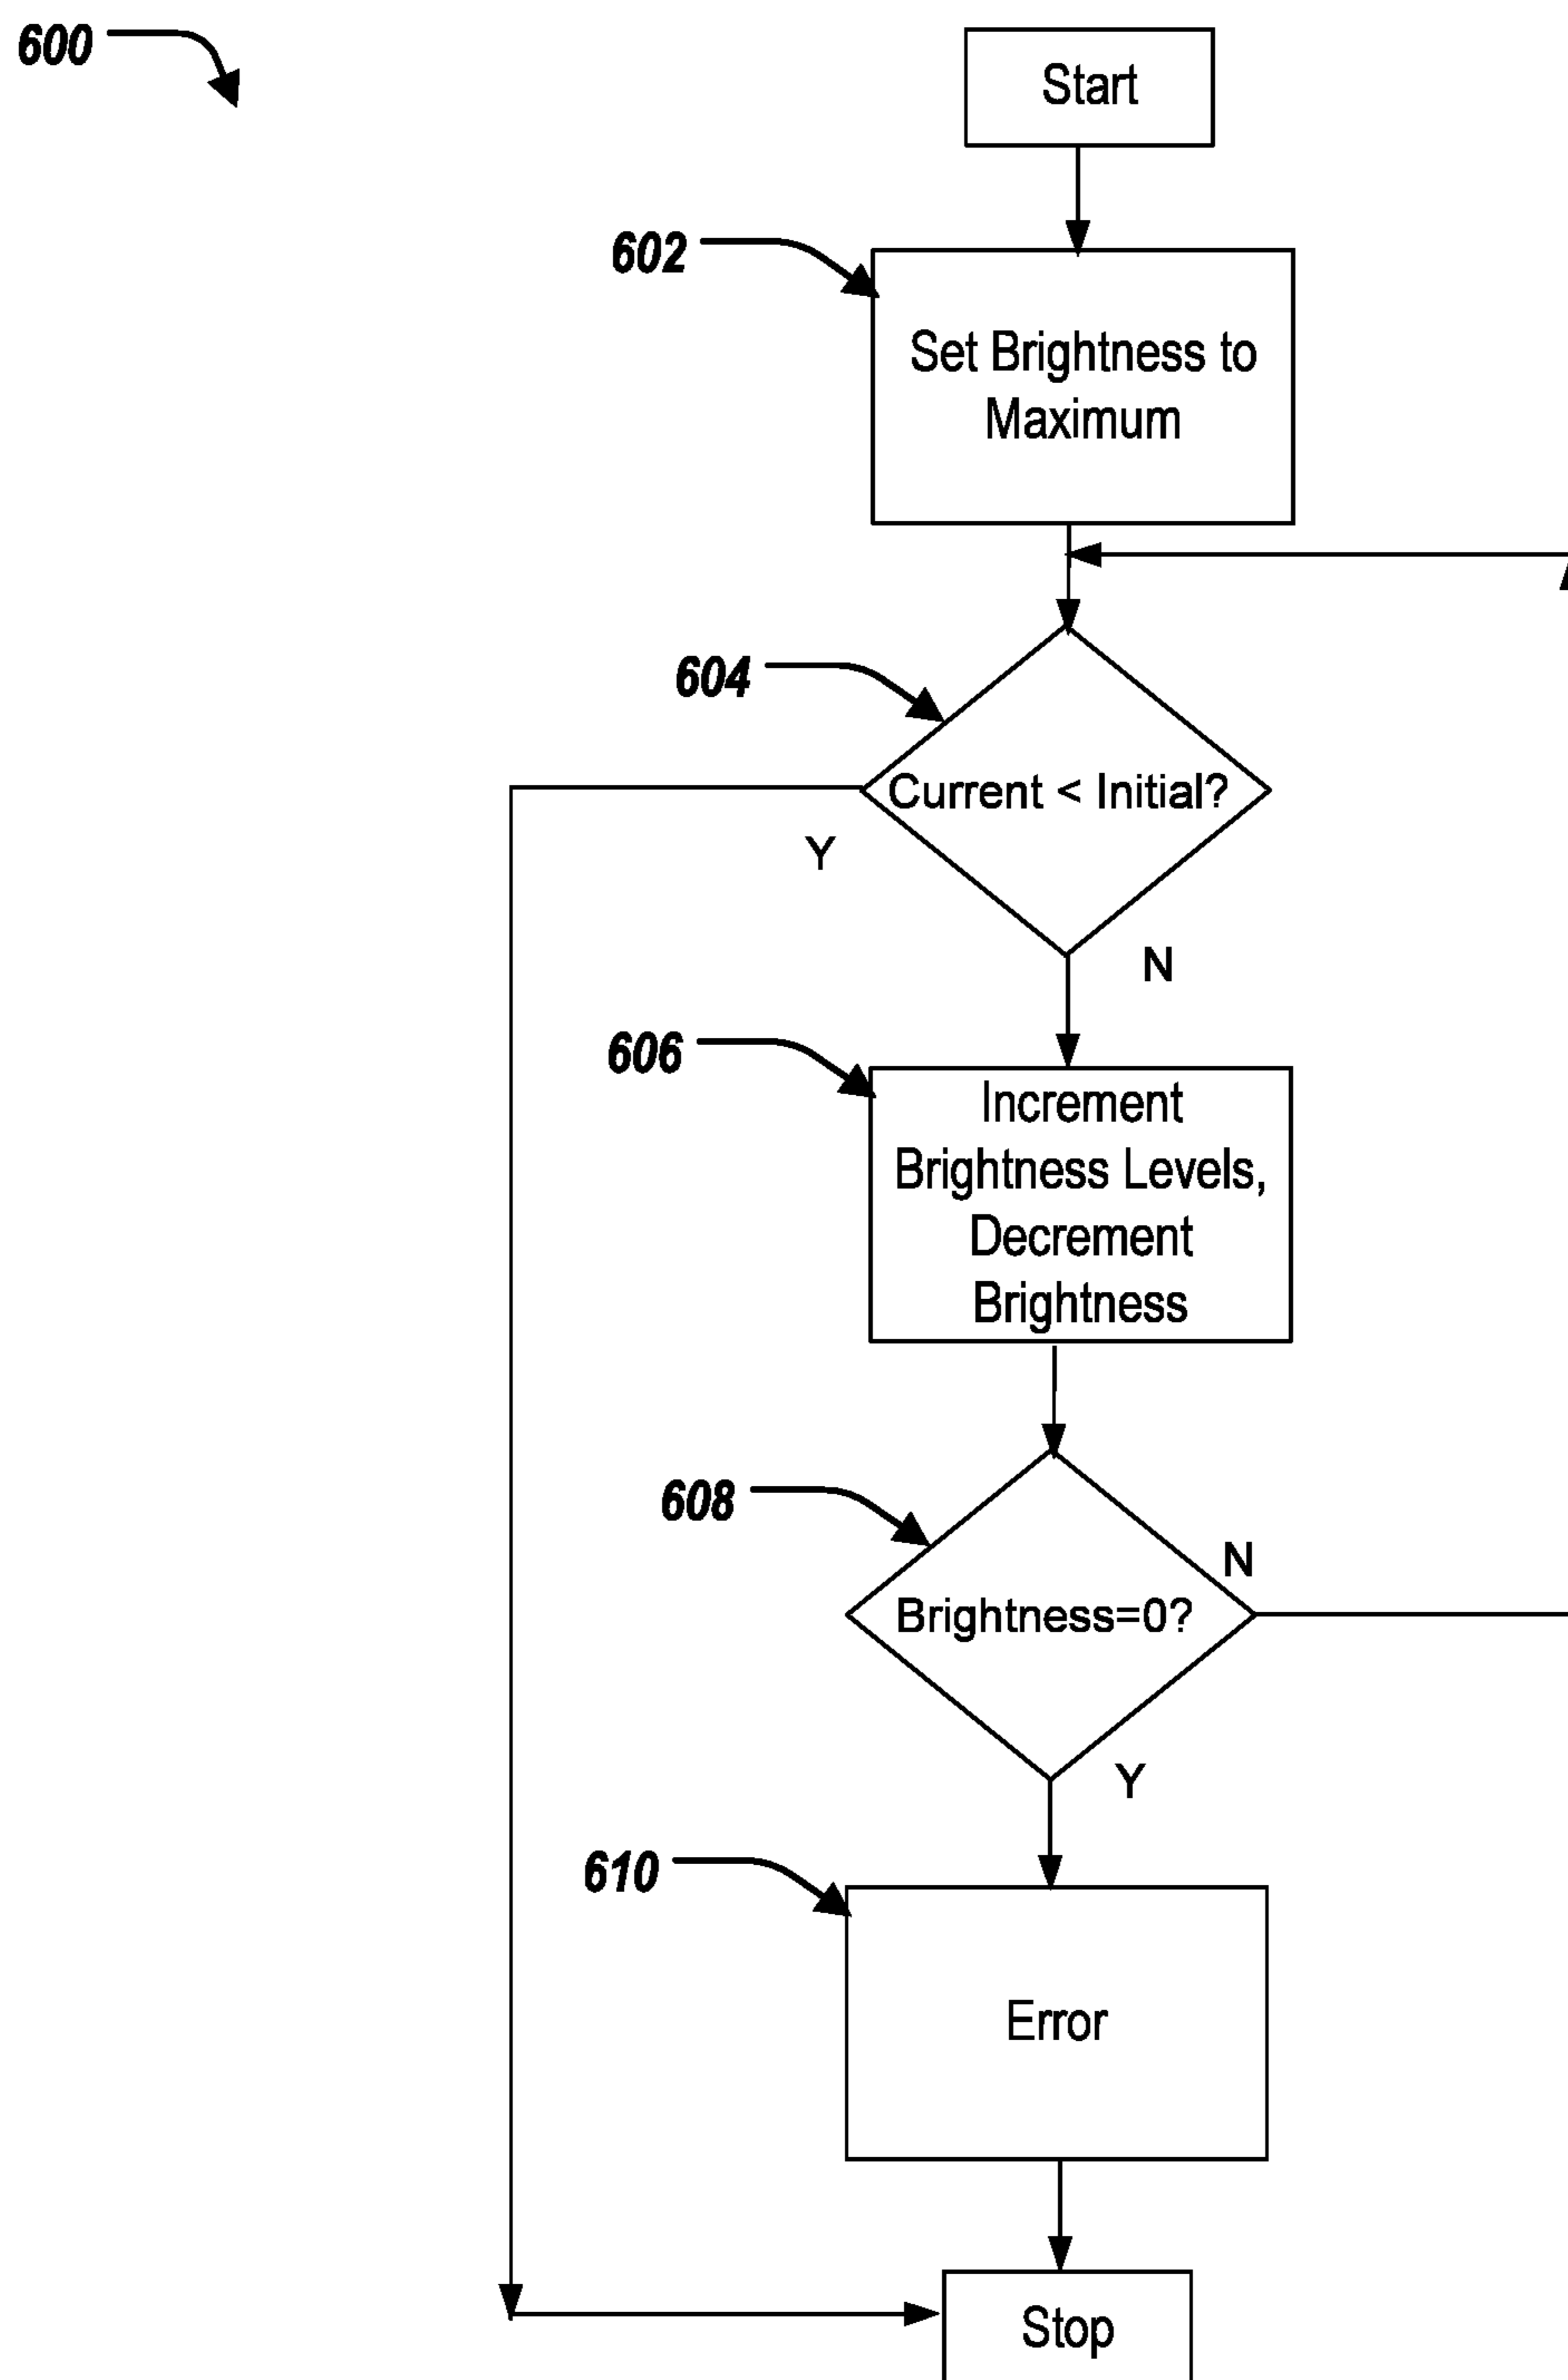 600
Start
602
Set Brightness to
Maximum
604
Current < Initial?
Y
N
606
Increment
Brightness Levels,
Decrement
Brightness
608
N
Brightness=0?
Y
610
Error
Stop